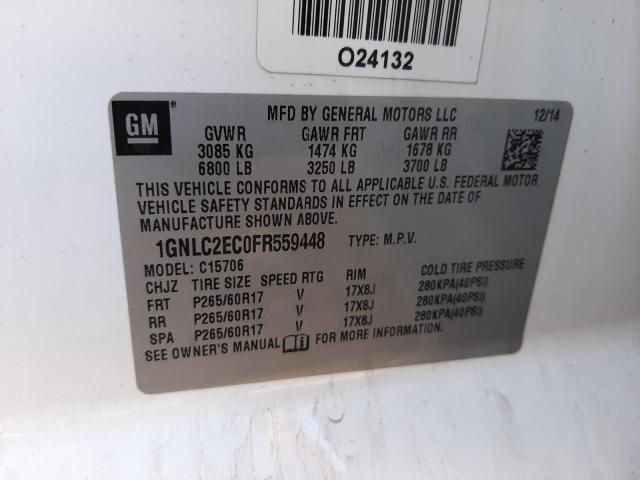 O24132
GM ®
MFD BY GENERAL MOTORS LLC 12/14
GVWR GAWR FRT GAWR RR
3085 KG 1474 KG 1678 KG
6800 LB 3250 LB 3700 LB
THIS VEHICLE CONFORMS TO ALL APPLICABLE U.S. FEDERAL MOTOR
VEHICLE SAFETY STANDARDS IN EFFECT ON THE DATE OF
MANUFACTURE SHOWN ABOVE.
1GNLC2EC0FR559448 TYPE: M.P.V.
MODEL: C15706
CHJZ TIRE SIZE SPEED RTG RIM COLD TIRE PRESSURE
FRT P265/60R17 V 17X8J 280KPA(40PSI)
RR P265/60R17 V 17X8J 280KPA(40PSI)
SPA P265/60R17 V 17X8J 280KPA(40PSI)
SEE OWNER'S MANUAL FOR MORE INFORMATION.